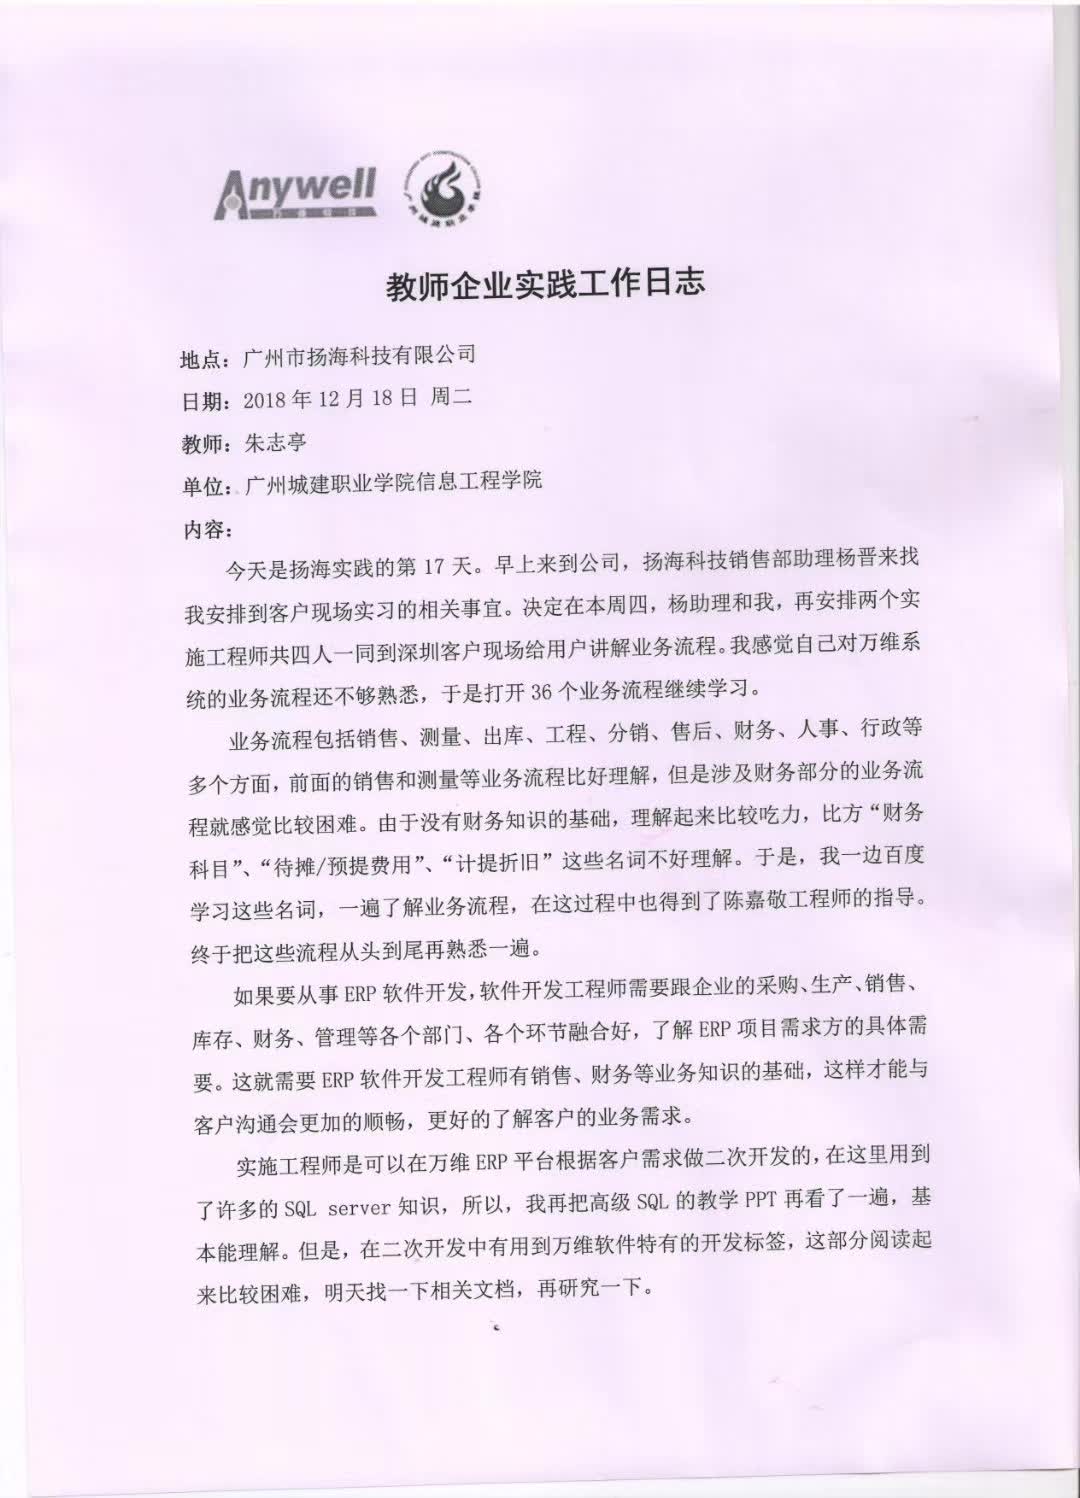 Anywell
教师企业实践工作日志
地点：广州市扬海科技有限公司
日期：2018 年 12 月 18 日 周二
教师：朱志亭
单位：广州城建职业学院信息工程学院
内容：
今天是扬海实践的第 17 天。早上来到公司，扬海科技销售部助理杨晋来找
我安排到客户现场实习的相关事宜。决定在本周四，杨助理和我，再安排两个实
施工程师共四人一同到深圳客户现场给用户讲解业务流程。我感觉自己对万维系
统的业务流程还不够熟悉，于是打开 36 个业务流程继续学习。
业务流程包括销售、测量、出库、工程、分销、售后、财务、人事、行政等
多个方面，前面的销售和测量等业务流程比好理解，但是涉及财务部分的业务流
程就感觉比较困难。由于没有财务知识的基础，理解起来比较吃力，比方“财务
科目”、“待摊/预提费用”、“计提折旧”这些名词不好理解。于是，我一边百度
学习这些名词，一遍了解业务流程，在这过程中也得到了陈嘉敬工程师的指导。
终于把这些流程从头到尾再熟悉一遍。
如果要从事 ERP 软件开发，软件开发工程师需要跟企业的采购、生产、销售、
库存、财务、管理等各个部门、各个环节融合好，了解 ERP 项目需求方的具体需
要。这就需要 ERP 软件开发工程师有销售、财务等业务知识的基础，这样才能与
客户沟通会更加的顺畅，更好的了解客户的业务需求。
实施工程师是可以在万维 ERP 平台根据客户需求做二次开发的，在这里用到
了许多的 SQL server 知识，所以，我再把高级 SQL 的教学 PPT 再看了一遍，基
本能理解。但是，在二次开发中有用到万维软件特有的开发标签，这部分阅读起
来比较困难，明天找一下相关文档，再研究一下。